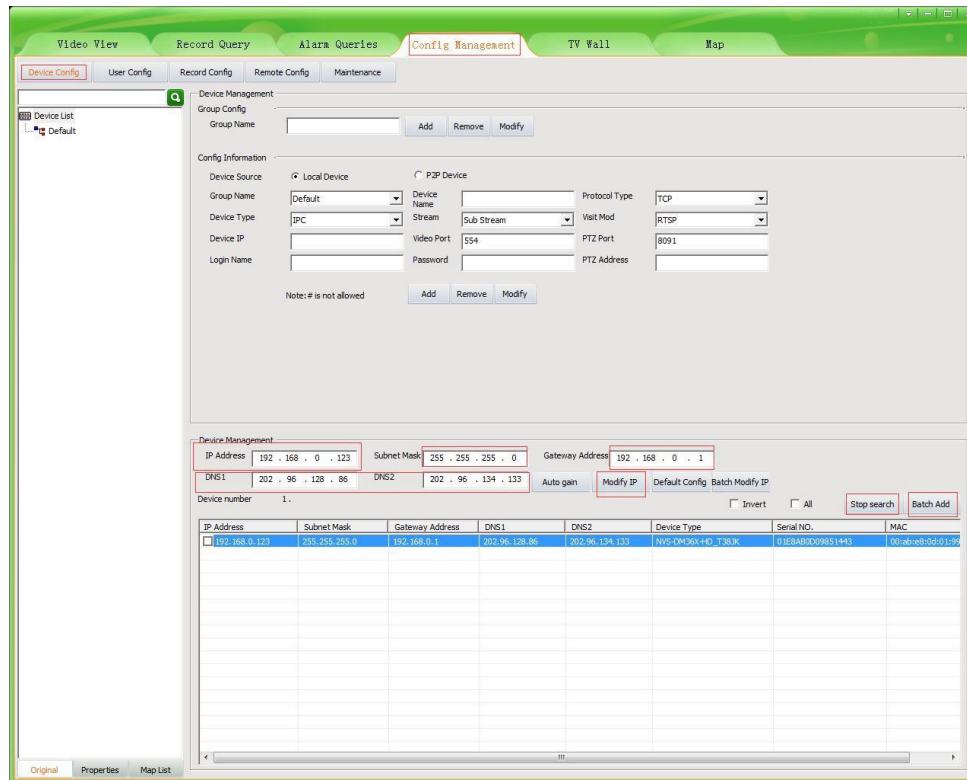 Video View Record Query Alarm Queries Config Management TV Wall Map
Device Config User Config Record Config Remote Config Maintenance
Device List
Default
Device Management
Group Config
Group Name Add Remove Modify
Config Information
Device Source Local Device P2P Device
Group Name Default Device Name Protocol Type TCP
Device Type IPC Stream Sub Stream Visit Mod RTSP
Device IP Video Port 554 PTZ Port 8091
Login Name Password PTZ Address
Note:# is not allowed Add Remove Modify
Device Management
IP Address 192 . 168 . 0 . 123 Subnet Mask 255 . 255 . 255 . 0 Gateway Address 192 . 168 . 0 . 1
DNS1 202 . 96 . 128 . 86 DNS2 202 . 96 . 134 . 133 Auto gain Modify IP Default Config Batch Modify IP
Device number 1 . Invert All Stop search Batch Add
IP Address Subnet Mask Gateway Address DNS1 DNS2 Device Type Serial NO. MAC
192.168.0.123 255.255.255.0 192.168.0.1 202.96.128.86 202.96.134.133 NVS-DM36X-HD_T38JK 01E8AB0D09851443 00:ab:e8:0d:01:99
Original Properties Map List